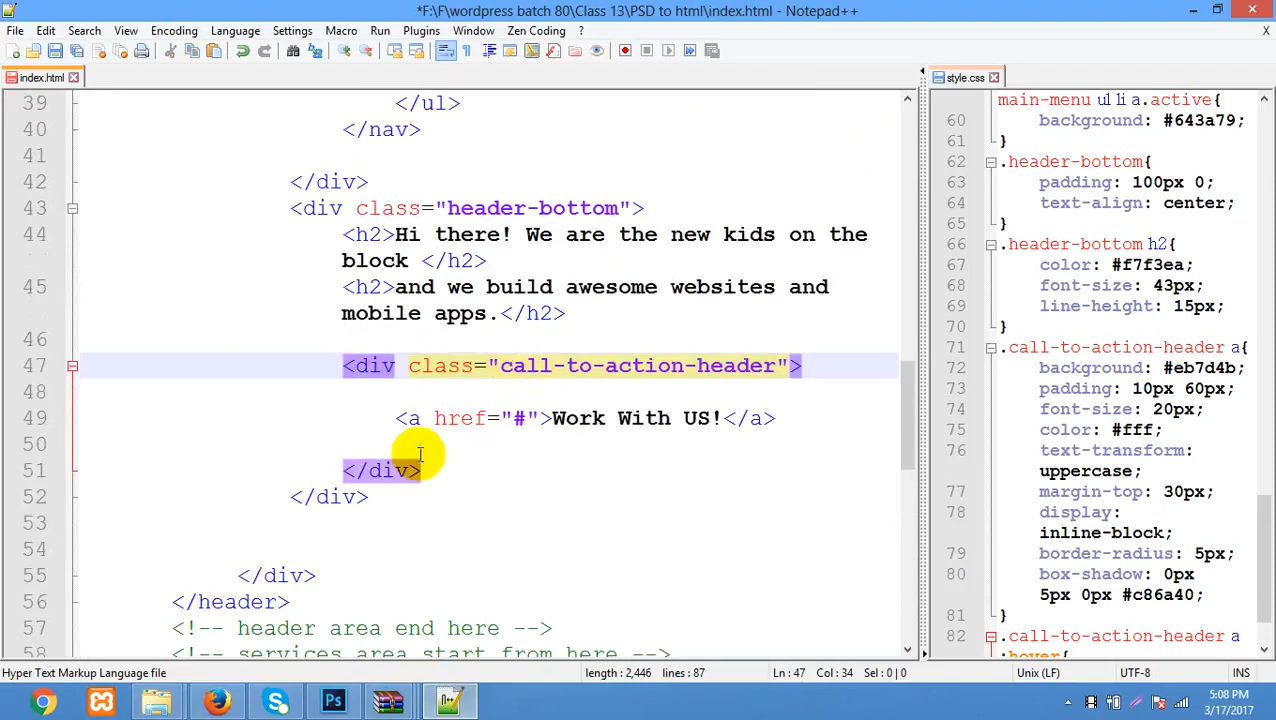 *F:\F\wordpress batch 80\Class 13\PSD to html\index.html - Notepad++
File Edit Search View Encoding Language Settings Macro Run Plugins Window Zen Coding ? X
index.html
39 </ul>
40 </nav>
41
42 </div>
43 <div class="header-bottom">
44 <h2>Hi there! We are the new kids on the
block </h2>
45 <h2>and we build awesome websites and
mobile apps.</h2>
46
47 <div class="call-to-action-header">
48
49 <a href="#">Work With US!</a>
50
51 </div>
52 </div>
53
54
55 </div>
56 </header>
57 <!-- header area end here -->
58 <!-- services area start from here -->
style.css
main-menu ul li a.active{
60 background: #643a79;
61 }
62 .header-bottom{
63 padding: 100px 0;
64 text-align: center;
65 }
66 .header-bottom h2{
67 color: #f7f3ea;
68 font-size: 43px;
69 line-height: 15px;
70 }
71 .call-to-action-header a{
72 background: #eb7d4b;
73 padding: 10px 60px;
74 font-size: 20px;
75 color: #fff;
76 text-transform:
uppercase;
77 margin-top: 30px;
78 display:
inline-block;
79 border-radius: 5px;
80 box-shadow: 0px
5px 0px #c86a40;
81 }
82 .call-to-action-header a
:hover{
Hyper Text Markup Language file length : 2,446 lines : 87 Ln : 47 Col : 34 Sel : 0 | 0 Unix (LF) UTF-8 INS
5:08 PM
3/17/2017